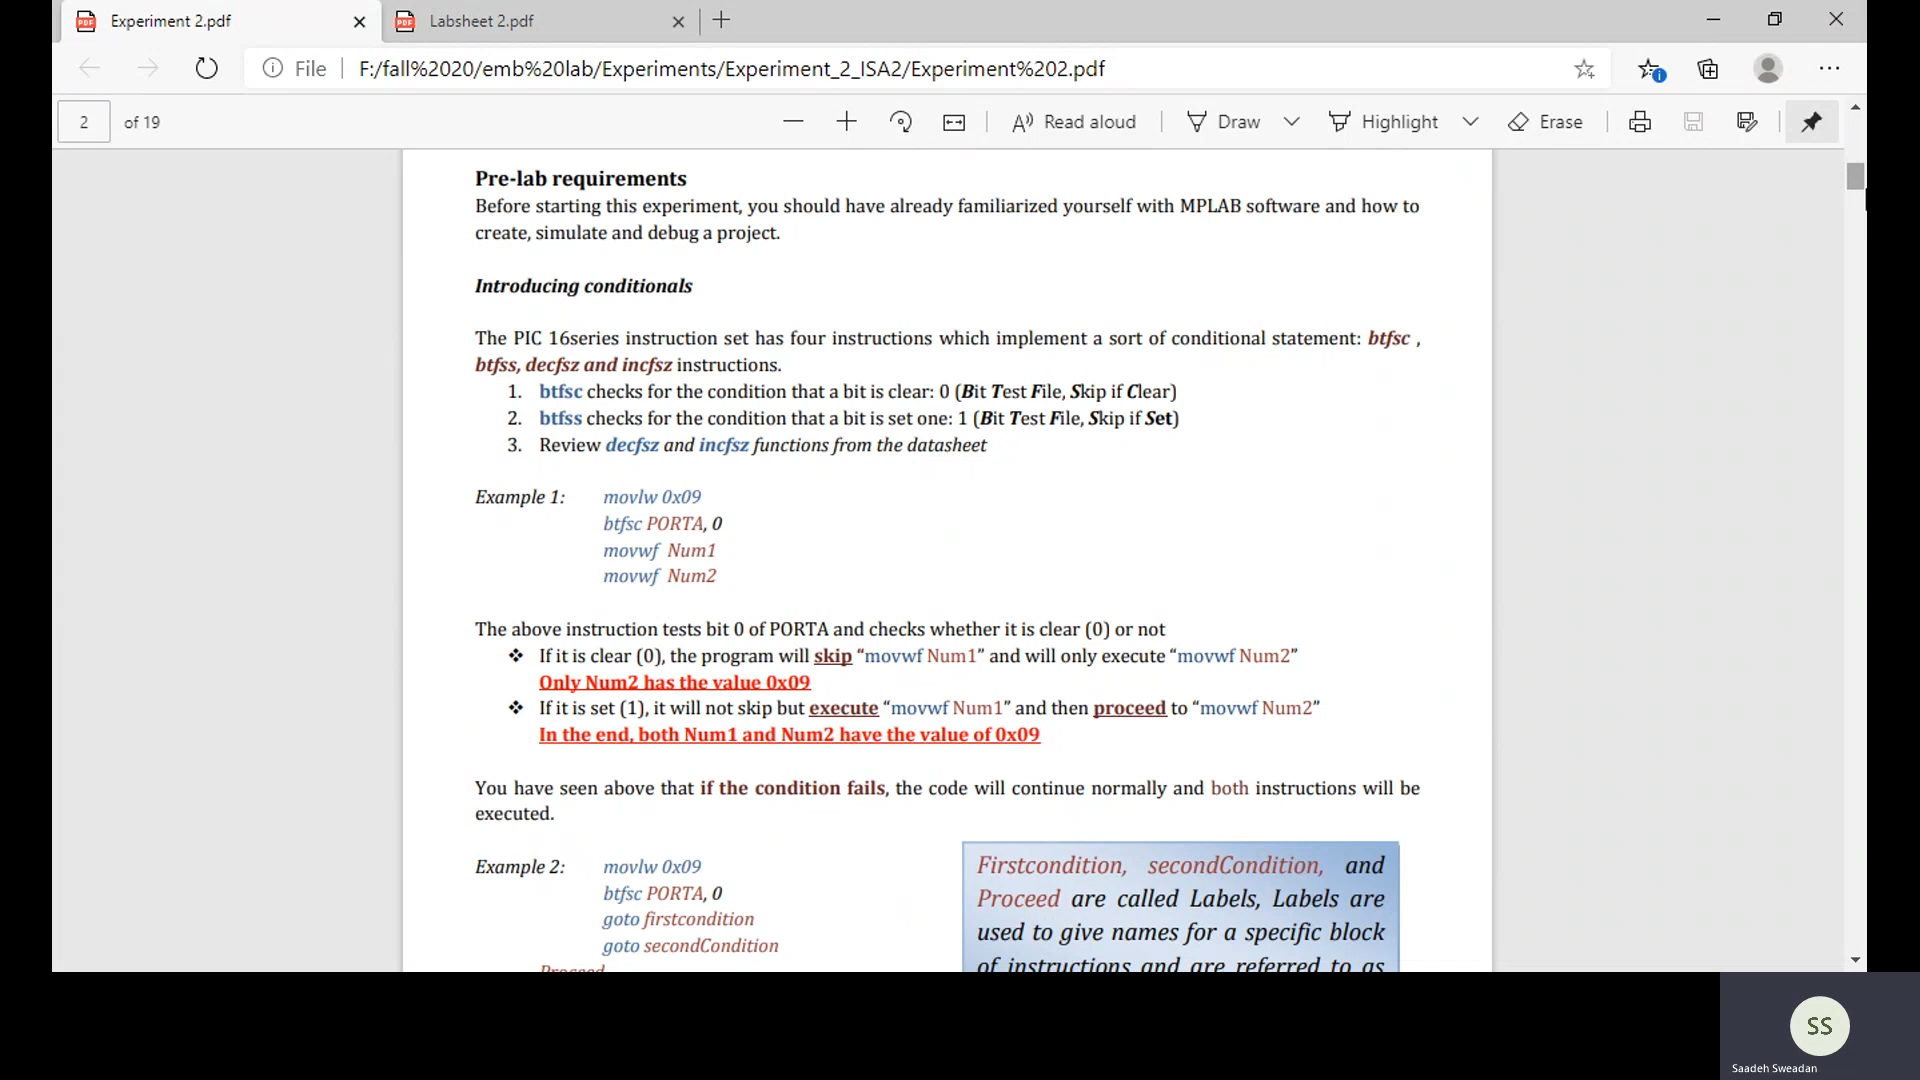 Experiment 2.pdf
Labsheet 2.pdf
File
F:/fall%2020/emb%20lab/Experiments/Experiment_2_ISA2/Experiment%202.pdf
2 of 19
Read aloud
Draw
Highlight
Erase
Pre-lab requirements
Before starting this experiment, you should have already familiarized yourself with MPLAB software and how to
create, simulate and debug a project.
Introducing conditionals
The PIC 16series instruction set has four instructions which implement a sort of conditional statement: btfsc ,
btfss, decfsz and incfsz instructions.
1. btfsc checks for the condition that a bit is clear: 0 (Bit Test File, Skip if Clear)
2. btfss checks for the condition that a bit is set one: 1 (Bit Test File, Skip if Set)
3. Review decfsz and incfsz functions from the datasheet
Example 1: movlw 0x09
btfsc PORTA, 0
movwf Num1
movwf Num2
The above instruction tests bit 0 of PORTA and checks whether it is clear (0) or not
❖ If it is clear (0), the program will skip “movwf Num1” and will only execute “movwf Num2”
Only Num2 has the value 0x09
❖ If it is set (1), it will not skip but execute “movwf Num1” and then proceed to “movwf Num2”
In the end, both Num1 and Num2 have the value of 0x09
You have seen above that if the condition fails, the code will continue normally and both instructions will be
executed.
Example 2: movlw 0x09
btfsc PORTA, 0
goto firstcondition
goto secondCondition
Proceed
Firstcondition, secondCondition, and
Proceed are called Labels, Labels are
used to give names for a specific block
of instructions and are referred to as
SS
Saadeh Sweadan